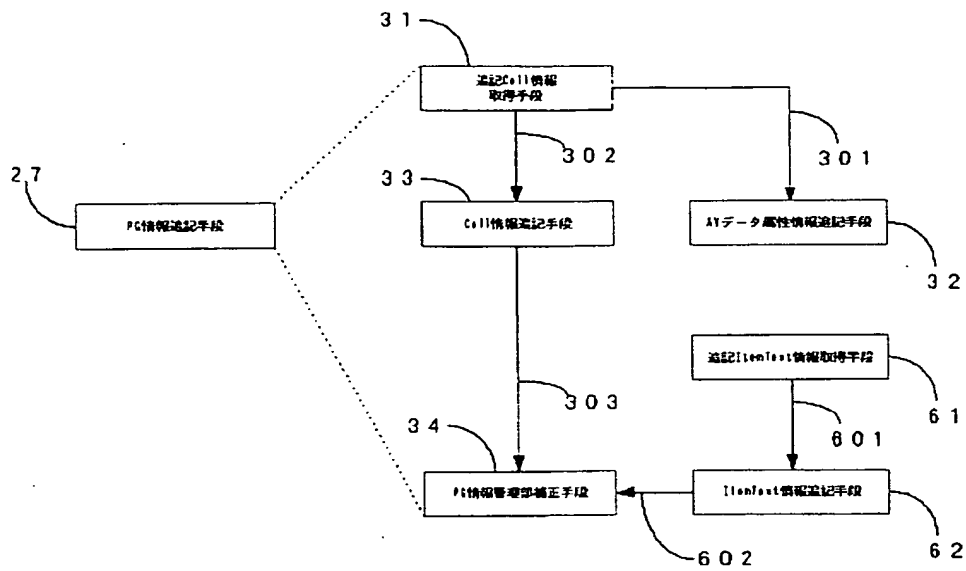 31
追記Cell情報
取得手段
302
301
33
27
PG情報追記手段
Cell情報追記手段
AVデータ属性情報追記手段
32
追記ItemText情報取得手段
303
61
601
34
PG情報管理部補正手段
ItemText情報追記手段
602
62